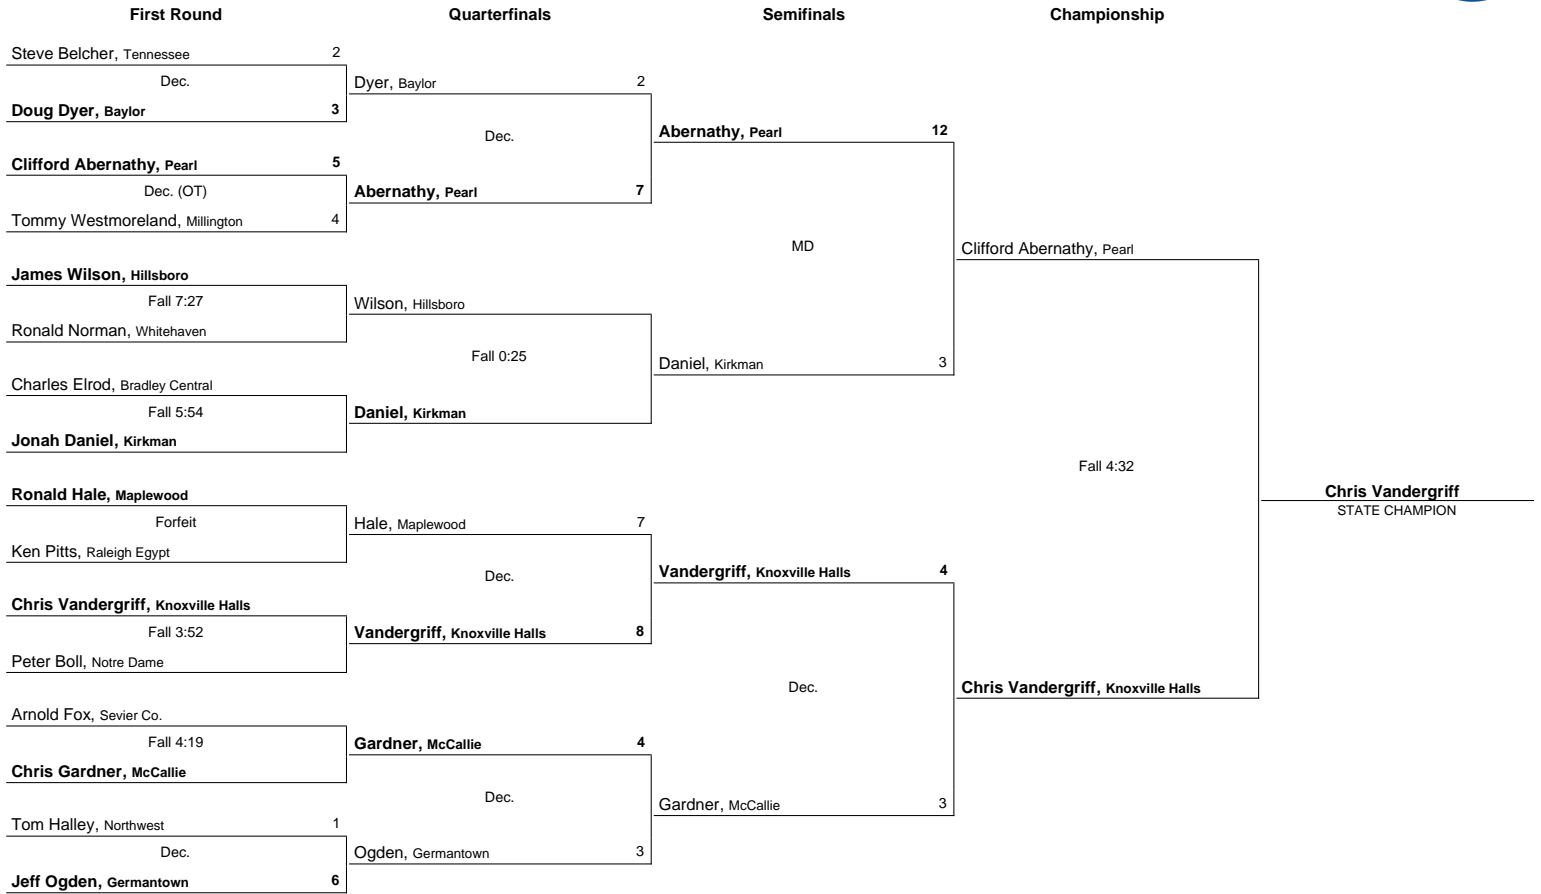 First Round Quarterfinals Semifinals Championship
Steve Belcher, Tennessee 2
Dec.
Doug Dyer, Baylor 3
Clifford Abernathy, Pearl 5
Dec. (OT)
Tommy Westmoreland, Millington 4
James Wilson, Hillsboro
Fall 7:27
Ronald Norman, Whitehaven
Charles Elrod, Bradley Central
Fall 5:54
Jonah Daniel, Kirkman
Ronald Hale, Maplewood
Forfeit
Ken Pitts, Raleigh Egypt
Chris Vandergriff, Knoxville Halls
Fall 3:52
Peter Boll, Notre Dame
Arnold Fox, Sevier Co.
Fall 4:19
Chris Gardner, McCallie
Tom Halley, Northwest 1
Dec.
Jeff Ogden, Germantown 6
Dyer, Baylor 2
Dec.
Abernathy, Pearl 7
Wilson, Hillsboro
Fall 0:25
Daniel, Kirkman
Hale, Maplewood 7
Dec.
Vandergriff, Knoxville Halls 8
Gardner, McCallie 4
Dec.
Ogden, Germantown 3
Abernathy, Pearl 12
MD
Daniel, Kirkman 3
Vandergriff, Knoxville Halls 4
Dec.
Gardner, McCallie 3
Clifford Abernathy, Pearl
Fall 4:32
Chris Vandergriff, Knoxville Halls
Chris Vandergriff
STATE CHAMPION